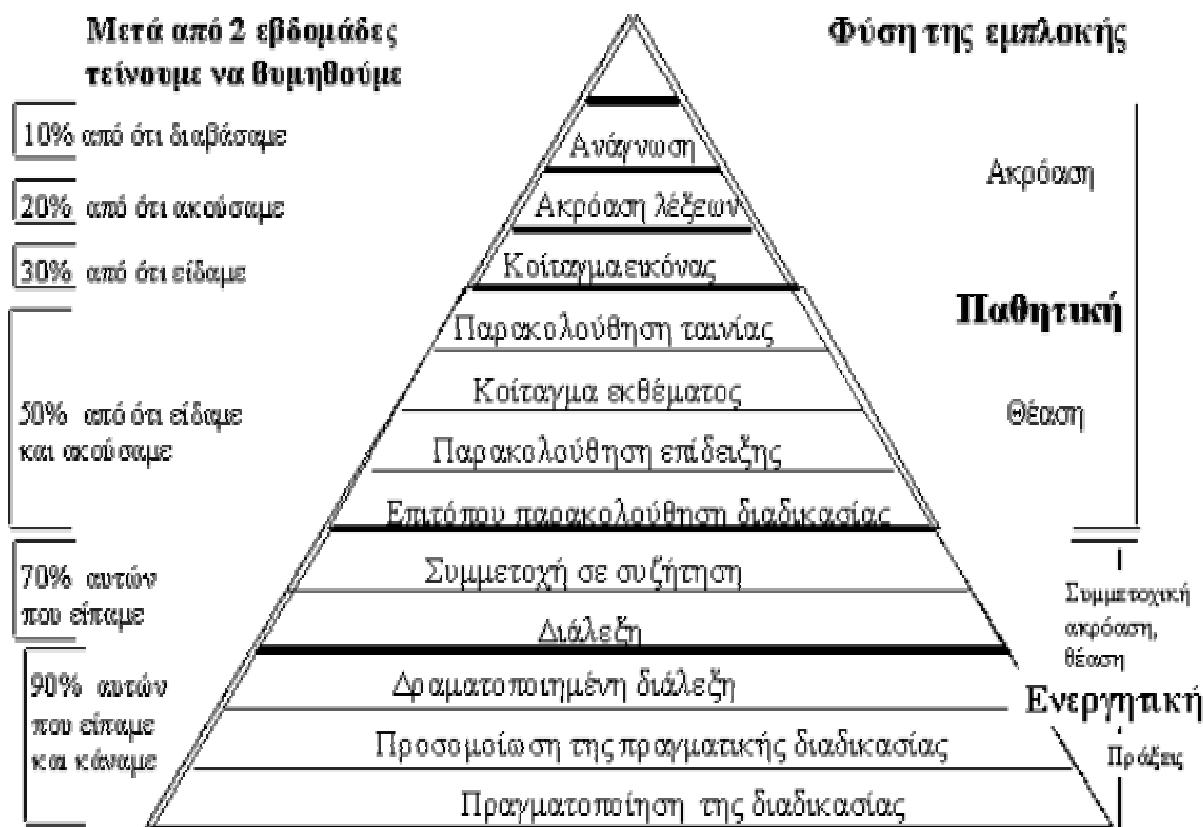 Μετά από 2 εβδομάδες
τείνουμε να θυμηθούμε
Φύση της εμπλοκής
10% από ότι διαβάσαμε
20% από ότι ακούσαμε
30% από ότι είδαμε
50% από ότι είδαμε
και ακούσαμε
70% αυτών
που είπαμε
90% αυτών
που είπαμε
και κάναμε
Ανάγνωση
Ακρόαση λέξεων
Κοίταγμα εικόνας
Παρακολούθηση ταινίας
Κοίταγμα εκθέματος
Παρακολούθηση επίδειξης
Επιτόπου παρακολούθηση διαδικασίας
Συμμετοχή σε συζήτηση
Διάλεξη
Δραματοποιημένη διάλεξη
Προσομοίωση της πραγματικής διαδικασίας
Πραγματοποίηση της διαδικασίας
Ακρόαση
Παθητική
Θέαση
Συμμετοχική
ακρόαση,
θέαση
Ενεργητική
Πράξεις